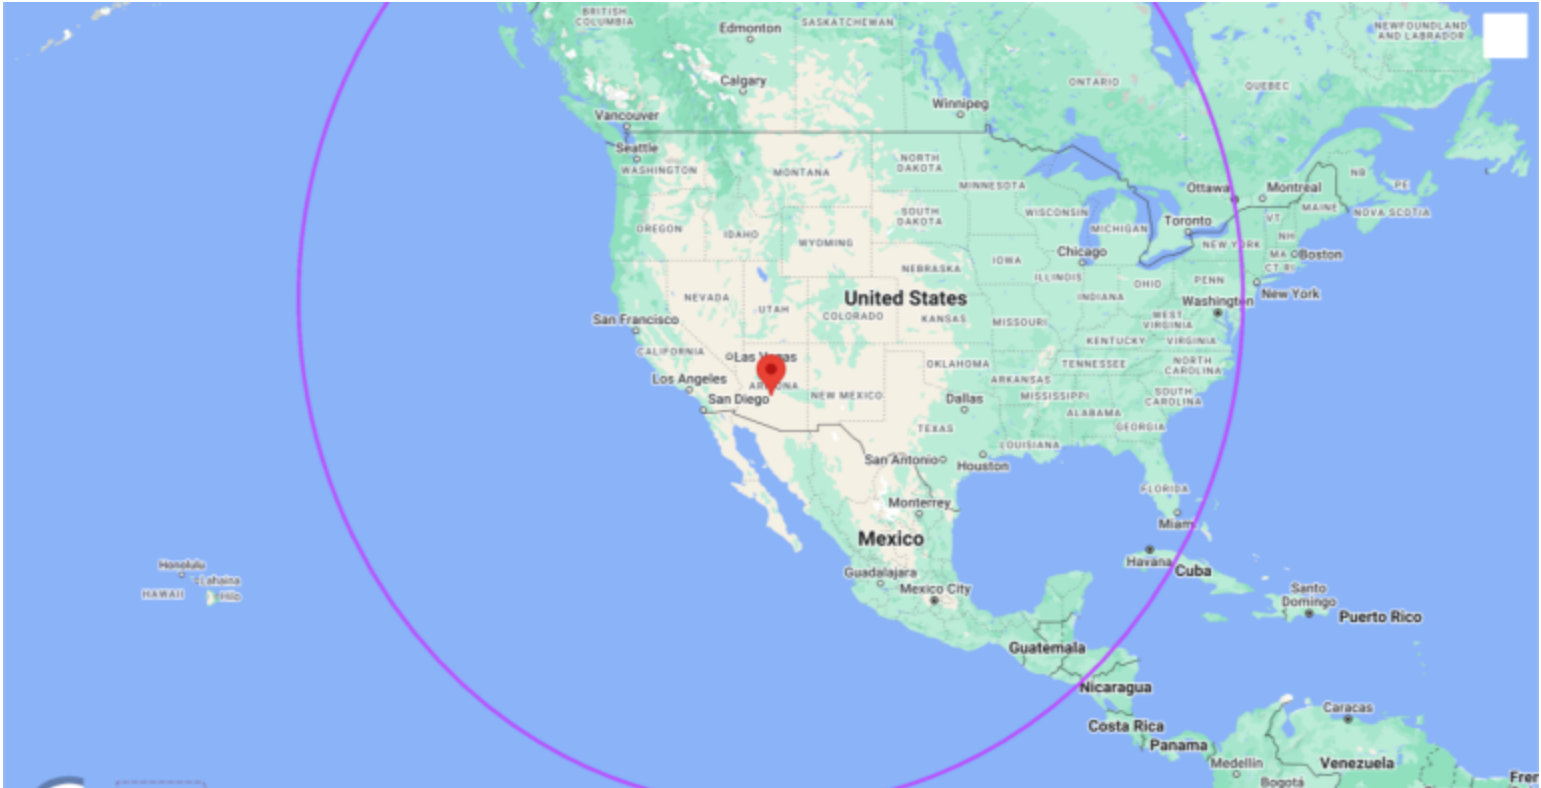 BRITISH
COLUMBIA
Edmonton
SASKATCHEWAN
NEWFOUNDLAND
AND LABRADOR
Calgary
ONTARIO
QUEBEC
Winnipeg
Vancouver
Seattle
WASHINGTON
MONTANA
NORTH
DAKOTA
MINNESOTA
Ottawa
Montreal
NB
PE
MAINE
NOVA SCOTIA
SOUTH
DAKOTA
WISCONSIN
MICHIGAN
Toronto
VT
NH
OREGON
IDAHO
WYOMING
NEW YORK
MA
Boston
CT RI
Chicago
IOWA
NEBRASKA
ILLINOIS
OHIO
PENN
New York
INDIANA
NEVADA
UTAH
United States
COLORADO
KANSAS
MISSOURI
Washington
WEST
VIRGINIA
San Francisco
KENTUCKY
VIRGINIA
CALIFORNIA
Las Vegas
OKLAHOMA
TENNESSEE
NORTH
CAROLINA
Los Angeles
ARIZONA
NEW MEXICO
ARKANSAS
MISSISSIPPI
SOUTH
CAROLINA
San Diego
Dallas
ALABAMA
TEXAS
GEORGIA
LOUISIANA
San Antonio
Houston
FLORIDA
Monterrey
Miami
Mexico
Havana
Cuba
Honolulu
Lahaina
HAWAII
Hilo
Guadalajara
Mexico City
Santo
Domingo
Puerto Rico
Guatemala
Nicaragua
Caracas
Costa Rica
Panama
Medellín
Venezuela
Bogotá
Fren